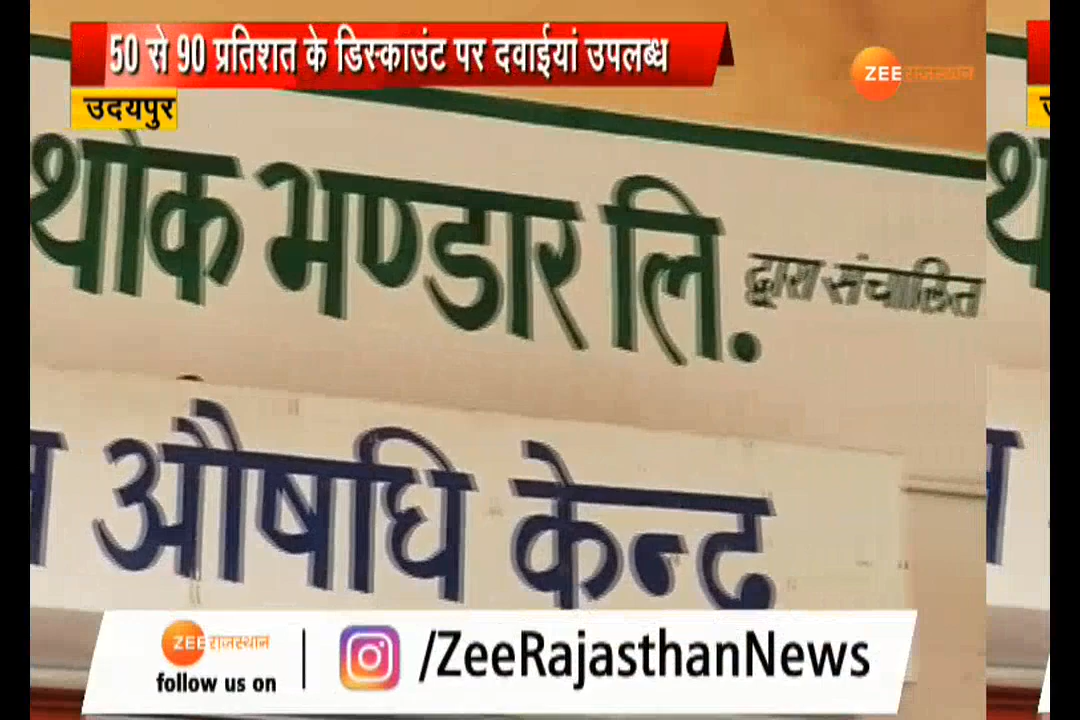 50 से 90 प्रतिशत के डिस्काउंट पर दवाईयां उपलब्ध
ZEE राजस्थान
उदयपुर
थोक भण्डार लि. द्वारा संचालित
औषधि केन्द्र
ZEE राजस्थान
follow us on
/ZeeRajasthanNews